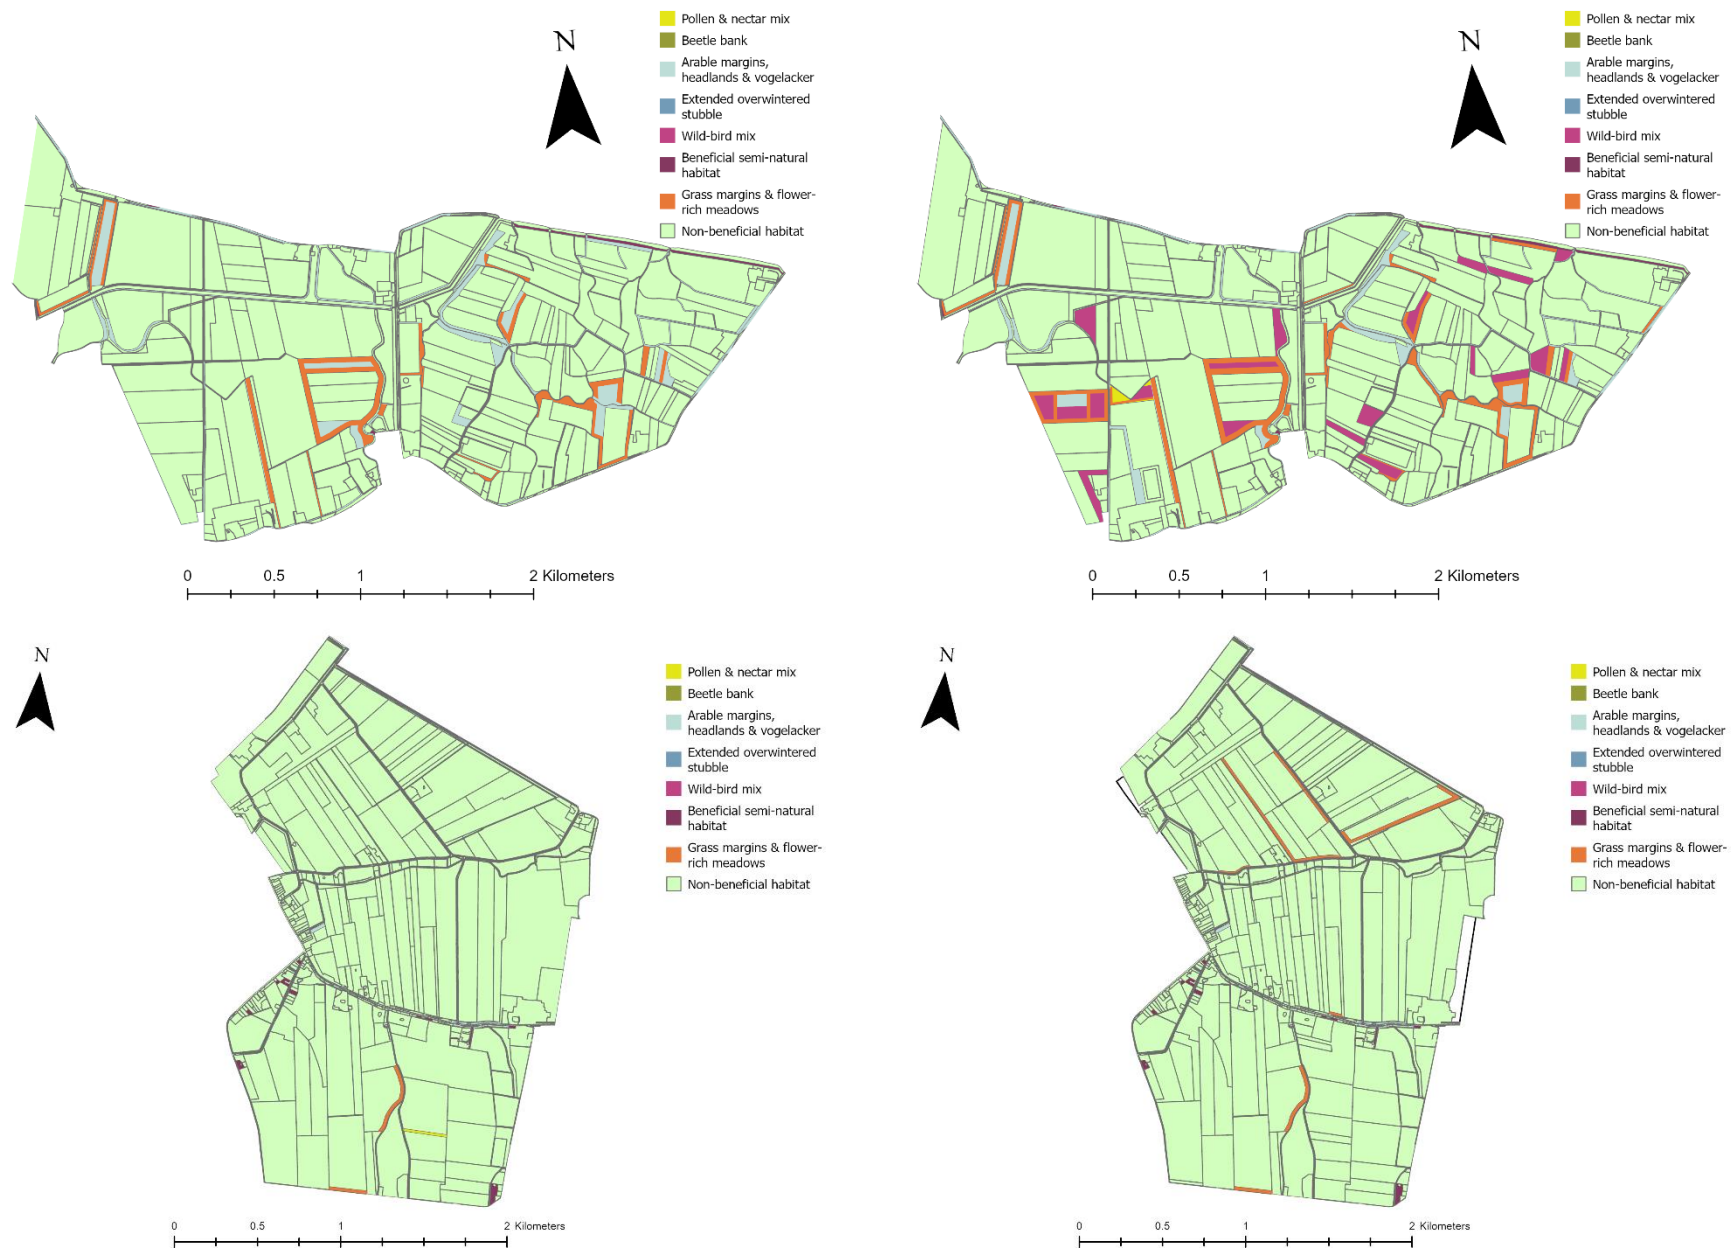 N
Pollen & nectar mix
Beetle bank
Arable margins,
headlands & vogelacker
Extended overwintered
stubble
Wild-bird mix
Beneficial semi-natural
habitat
Grass margins & flower-
rich meadows
Non-beneficial habitat
0 0.5 1 2 Kilometers
N
Pollen & nectar mix
Beetle bank
Arable margins,
headlands & vogelacker
Extended overwintered
stubble
Wild-bird mix
Beneficial semi-natural
habitat
Grass margins & flower-
rich meadows
Non-beneficial habitat
0 0.5 1 2 Kilometers
N
Pollen & nectar mix
Beetle bank
Arable margins,
headlands & vogelacker
Extended overwintered
stubble
Wild-bird mix
Beneficial semi-natural
habitat
Grass margins & flower-
rich meadows
Non-beneficial habitat
0 0.5 1 2 Kilometers
N
Pollen & nectar mix
Beetle bank
Arable margins,
headlands & vogelacker
Extended overwintered
stubble
Wild-bird mix
Beneficial semi-natural
habitat
Grass margins & flower-
rich meadows
Non-beneficial habitat
0 0.5 1 2 Kilometers